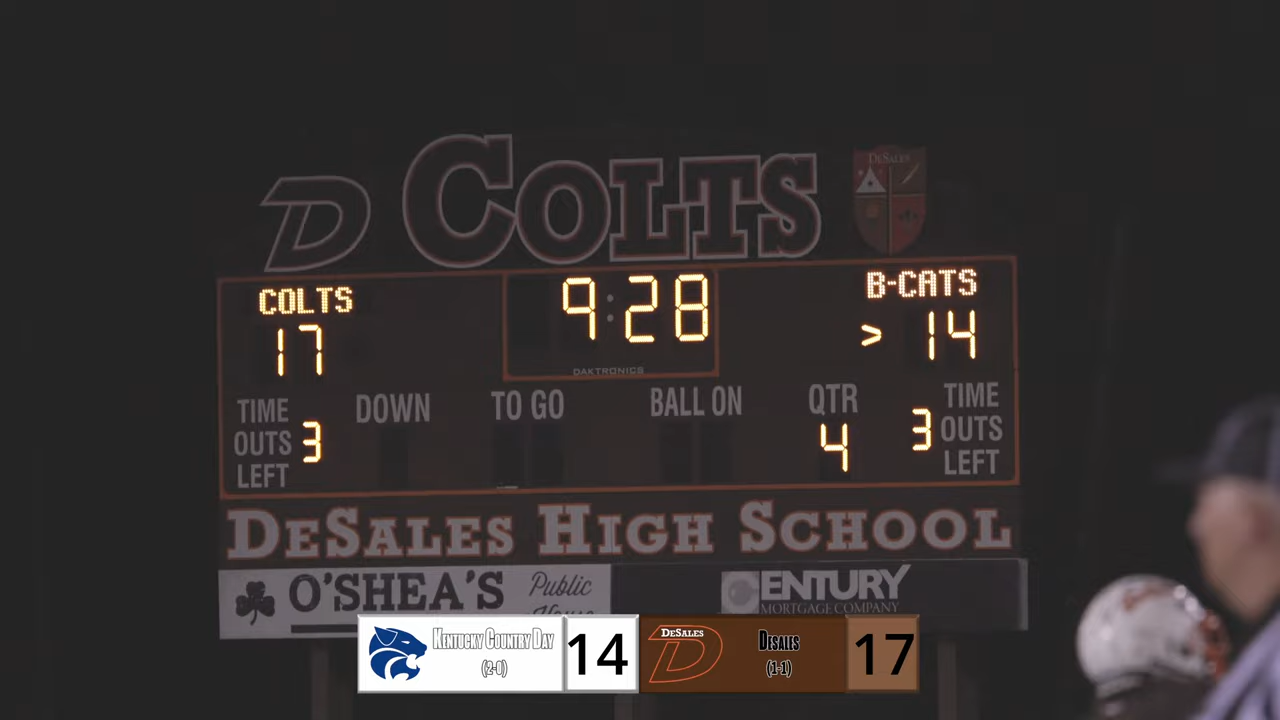 D COLTS
DESALES
COLTS 9:28 B-CATS
17 > 14
DAKTRONICS
TIME OUTS LEFT 3
DOWN
TO GO
BALL ON
QTR 4
3 TIME OUTS LEFT
DESALES HIGH SCHOOL
O'SHEA'S Public House
ENTURY
MORTGAGE COMPANY
KENTUCKY COUNTRY DAY
(2-0)
14
DESALES
D
DESALES
(1-1)
17